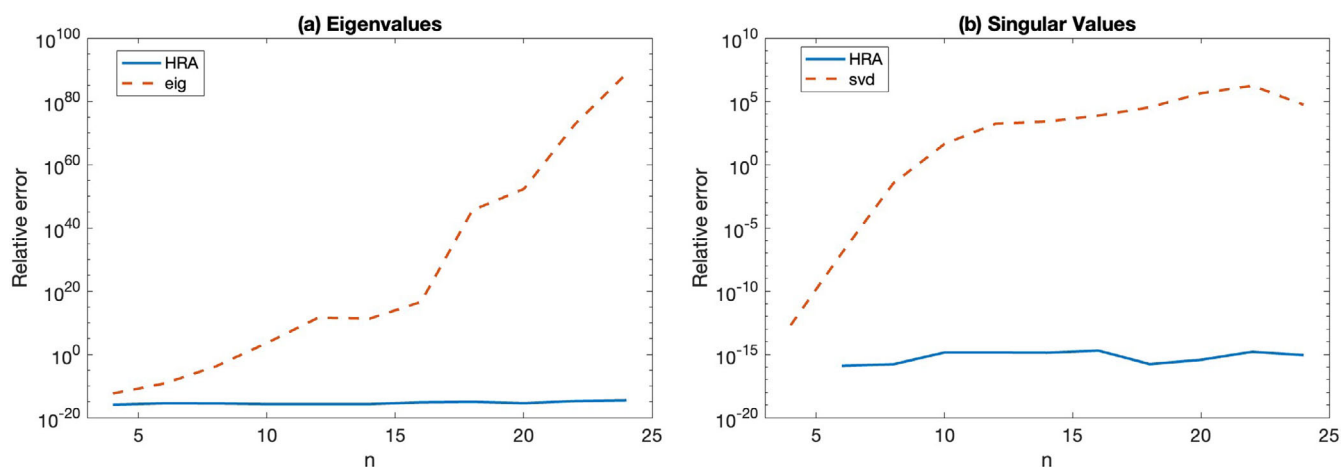 (a) Eigenvalues
10^100
10^80
10^60
10^40
10^20
10^0
10^-20
Relative error
HRA
eig
5
10
15
20
25
n
(b) Singular Values
10^10
10^5
10^0
10^-5
10^-10
10^-15
10^-20
Relative error
HRA
svd
5
10
15
20
25
n